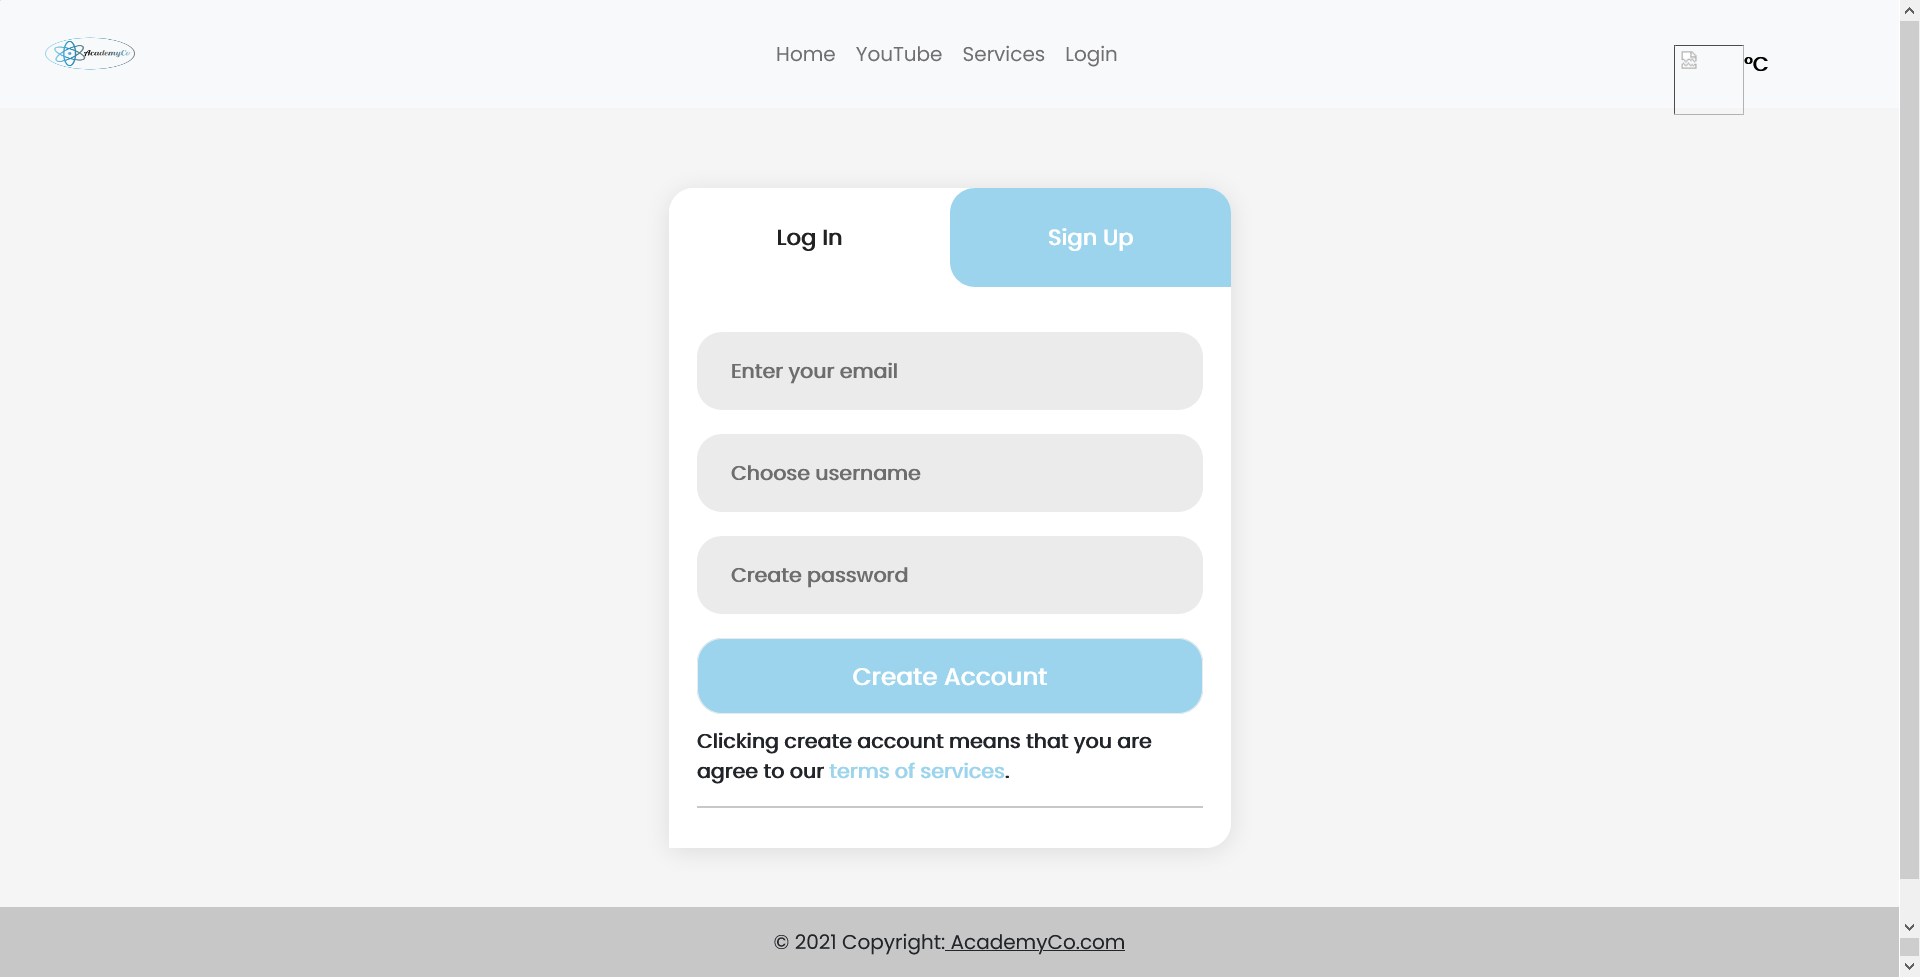 AcademyCo
Home YouTube Services Login
°C
Log In
Sign Up
Enter your email
Choose username
Create password
Create Account
Clicking create account means that you are
agree to our terms of services.
© 2021 Copyright: AcademyCo.com